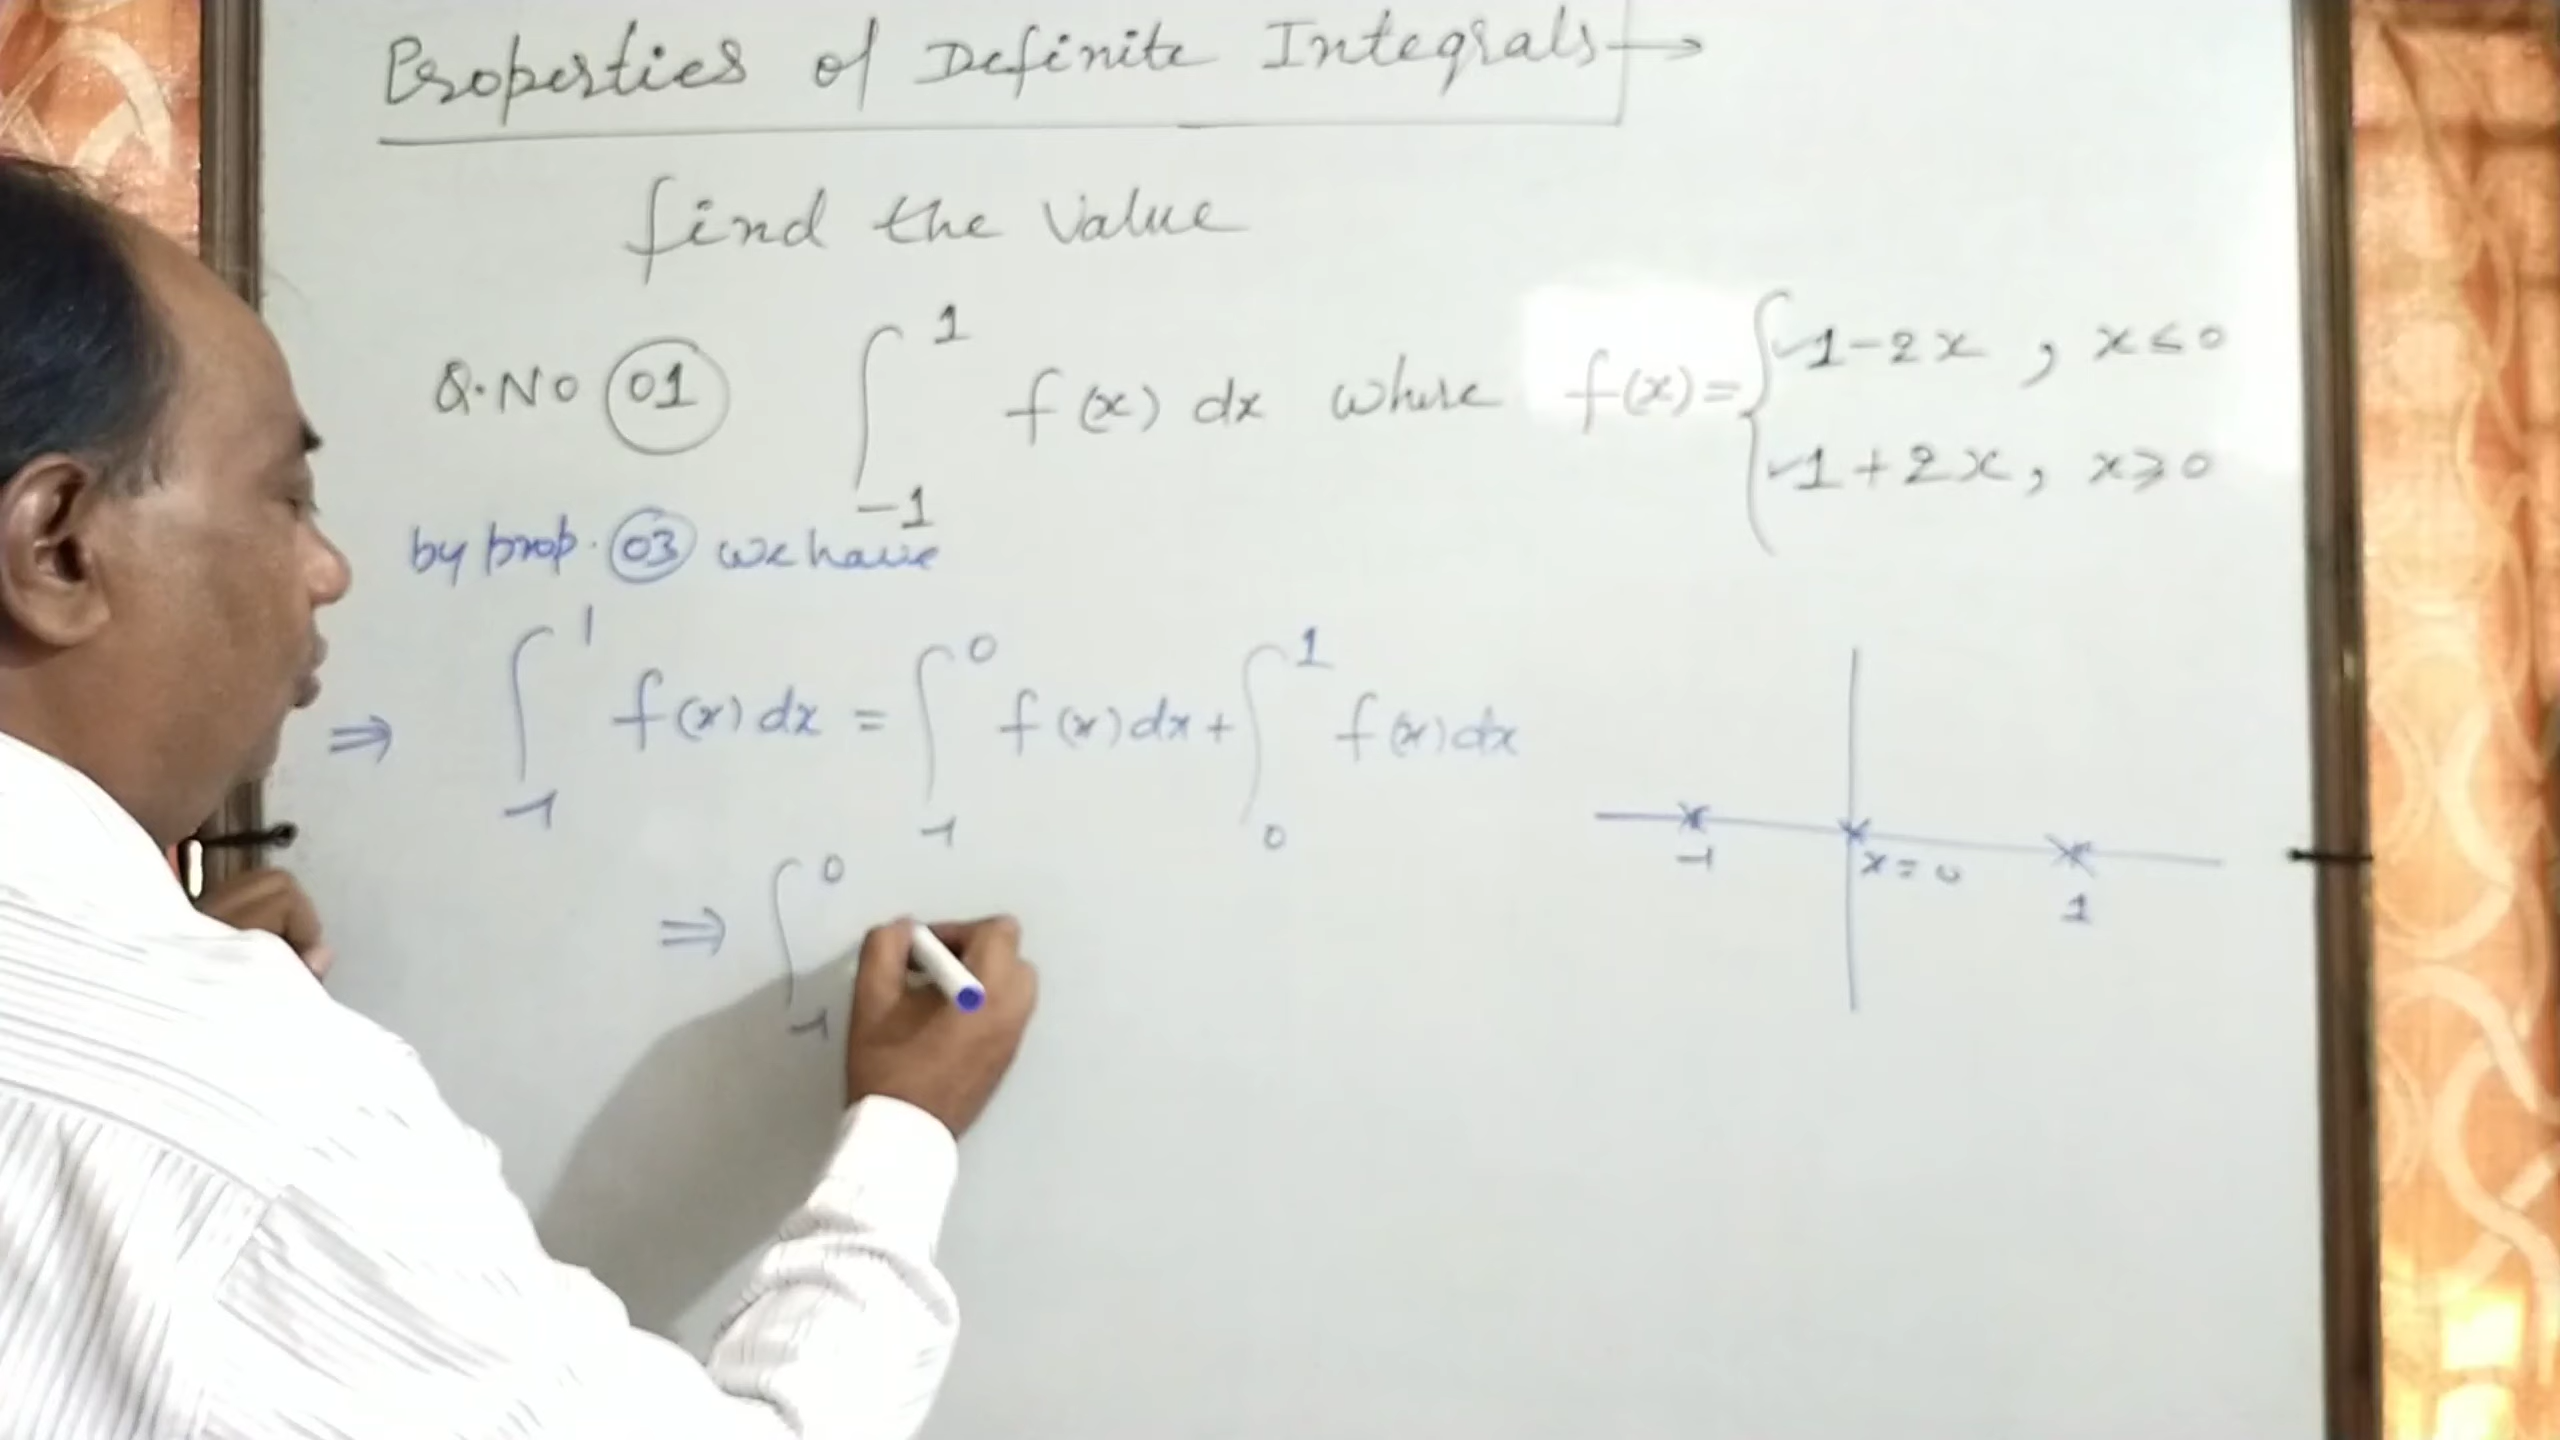 Properties of Definite Integrals →
find the value
Q.No 01 ∫_{-1}^{1} f(x) dx where f(x) = { 1-2x , x≤0
1+2x , x≥0
by prop. 03 we have
⇒ ∫_{-1}^{1} f(x) dx = ∫_{-1}^{0} f(x) dx + ∫_{0}^{1} f(x) dx
⇒ ∫_{-1}^{0}
-1 x=0 1